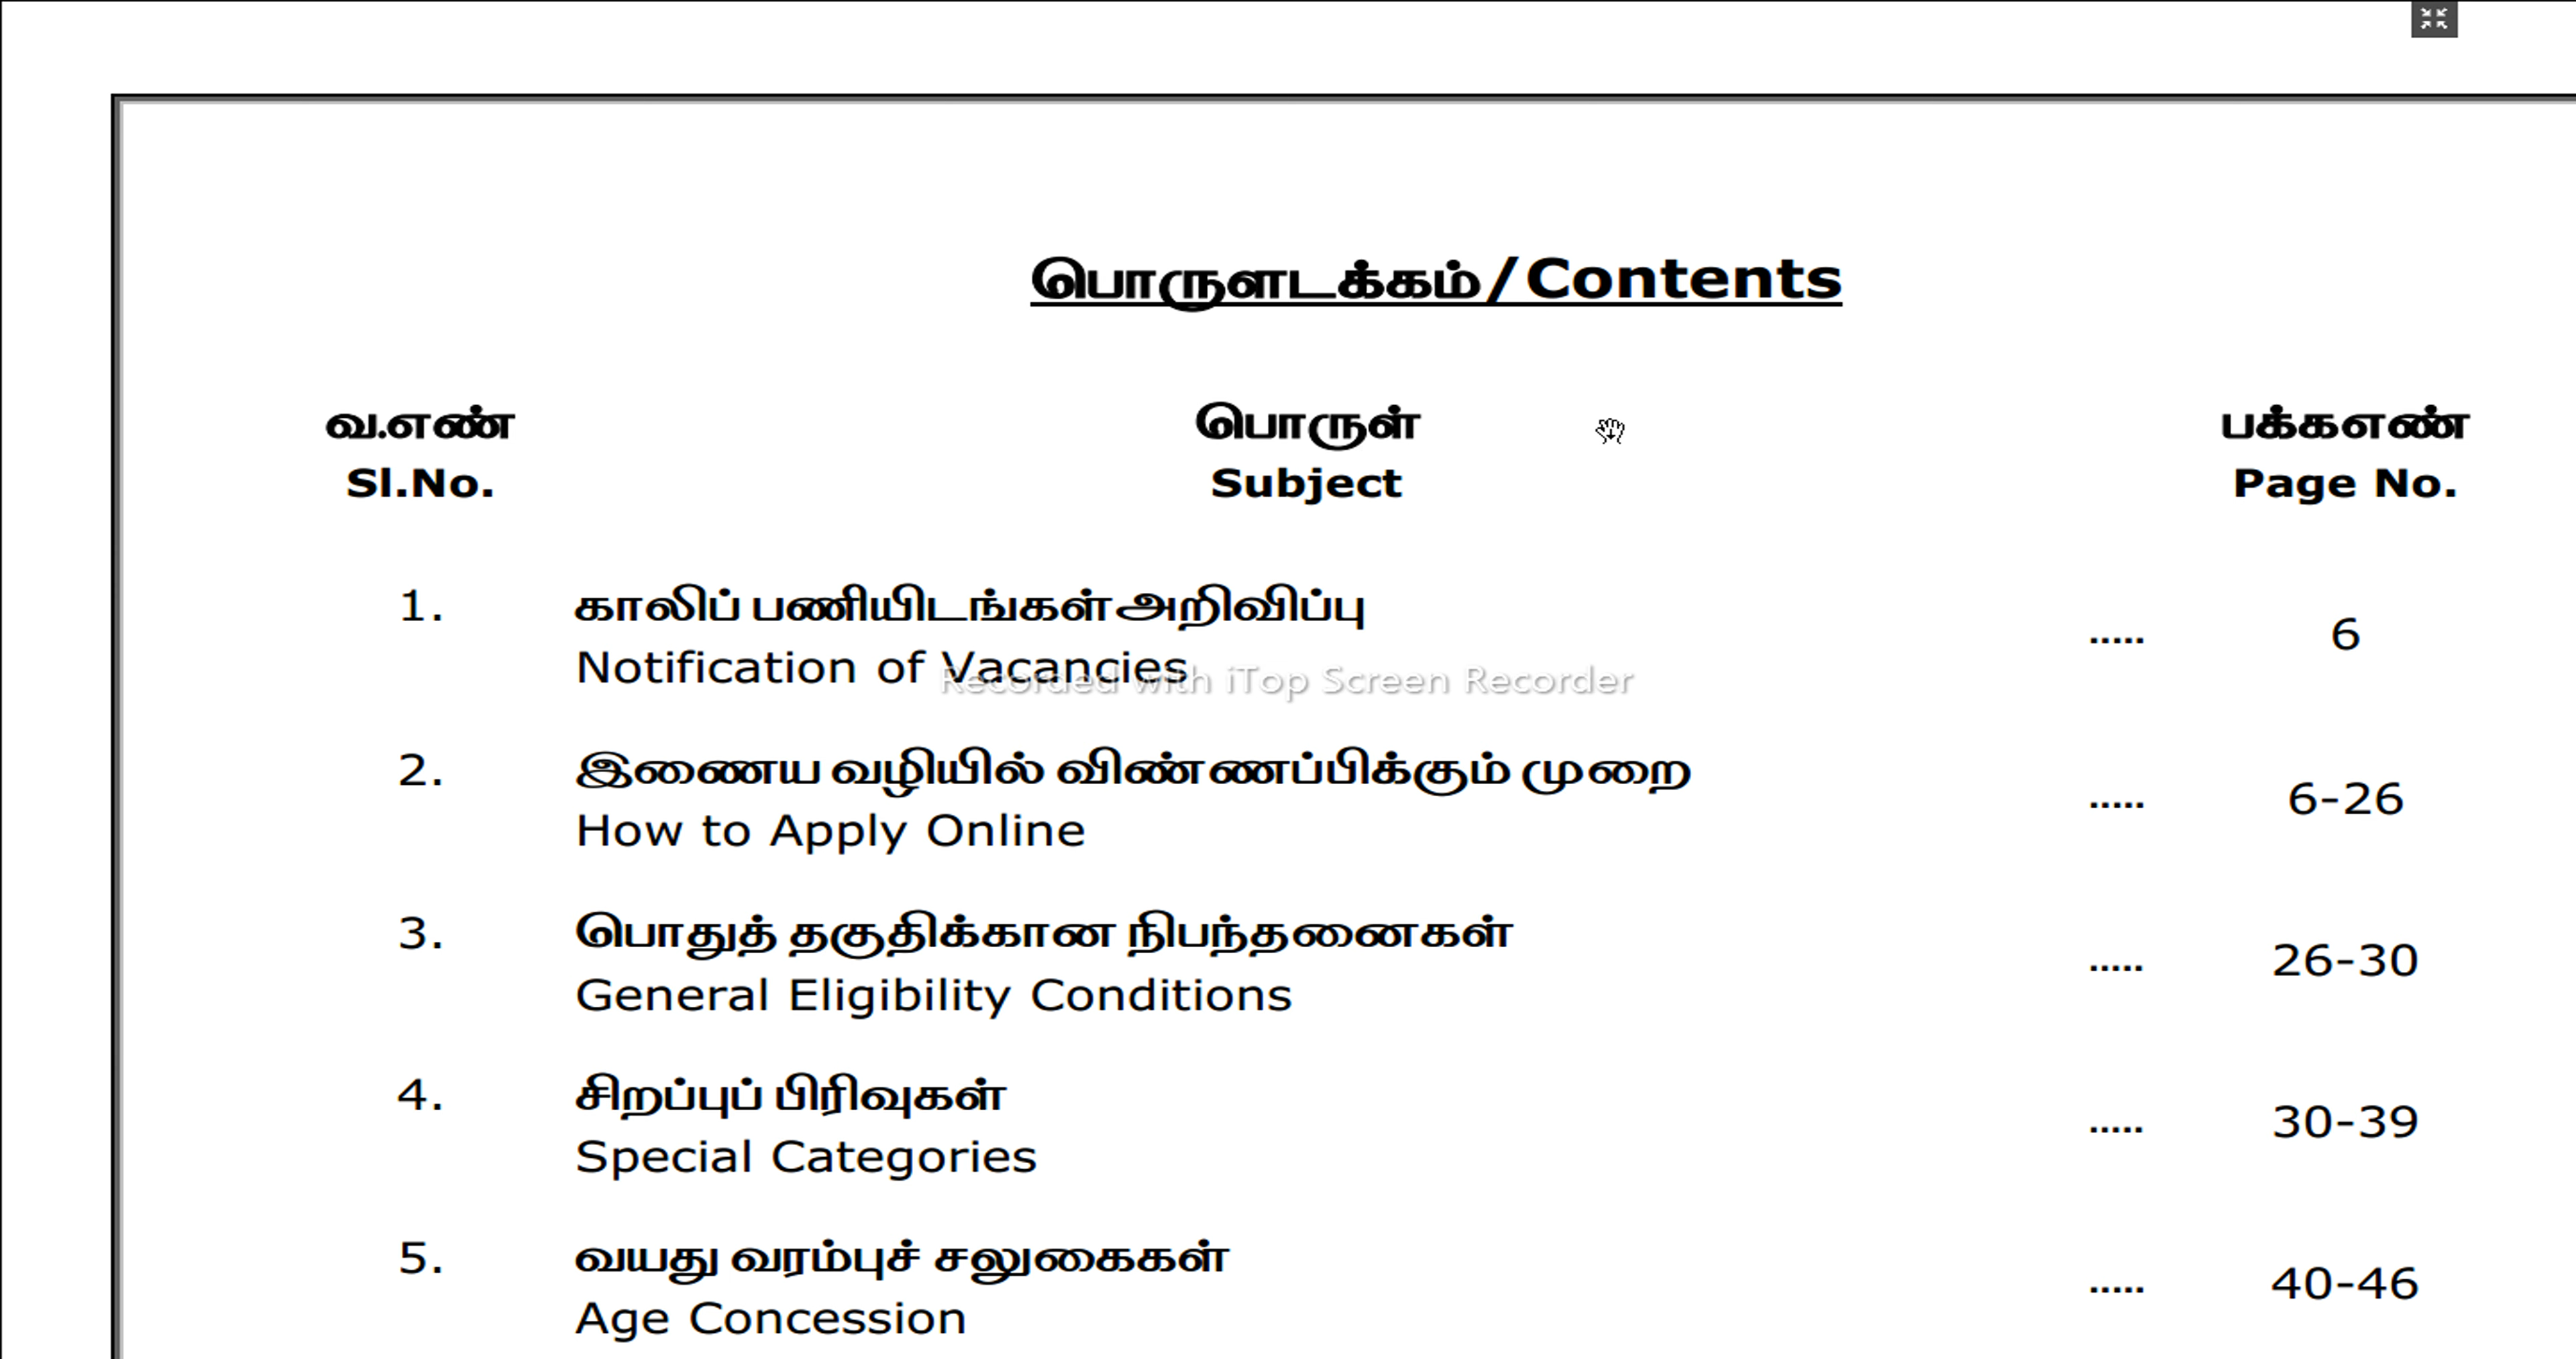 பொருளடக்கம்/Contents
வ.எண் பொருள் பக்கஎண்
Sl.No. Subject Page No.
1. காலிப் பணியிடங்கள் அறிவிப்பு
Notification of Vacancies ..... 6
Recorded with iTop Screen Recorder
2. இணைய வழியில் விண்ணப்பிக்கும் முறை
How to Apply Online ..... 6-26
3. பொதுத் தகுதிக்கான நிபந்தனைகள்
General Eligibility Conditions ..... 26-30
4. சிறப்புப் பிரிவுகள்
Special Categories ..... 30-39
5. வயது வரம்புச் சலுகைகள்
Age Concession ..... 40-46